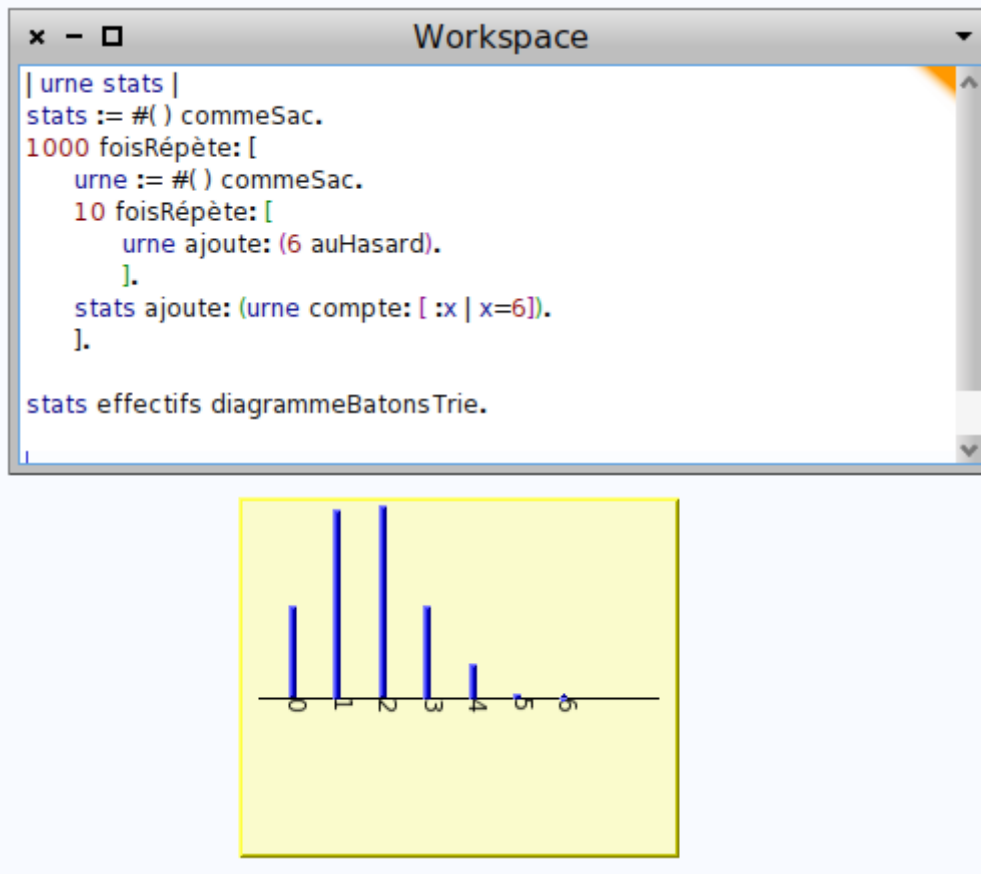 Workspace
| urne stats |
stats := #( ) commeSac.
1000 foisRépète: [
urne := #( ) commeSac.
10 foisRépète: [
urne ajoute: (6 auHasard).
].
stats ajoute: (urne compte: [ :x | x=6]).
].
stats effectifs diagrammeBatonsTrie.
0 1 2 3 4 5 6